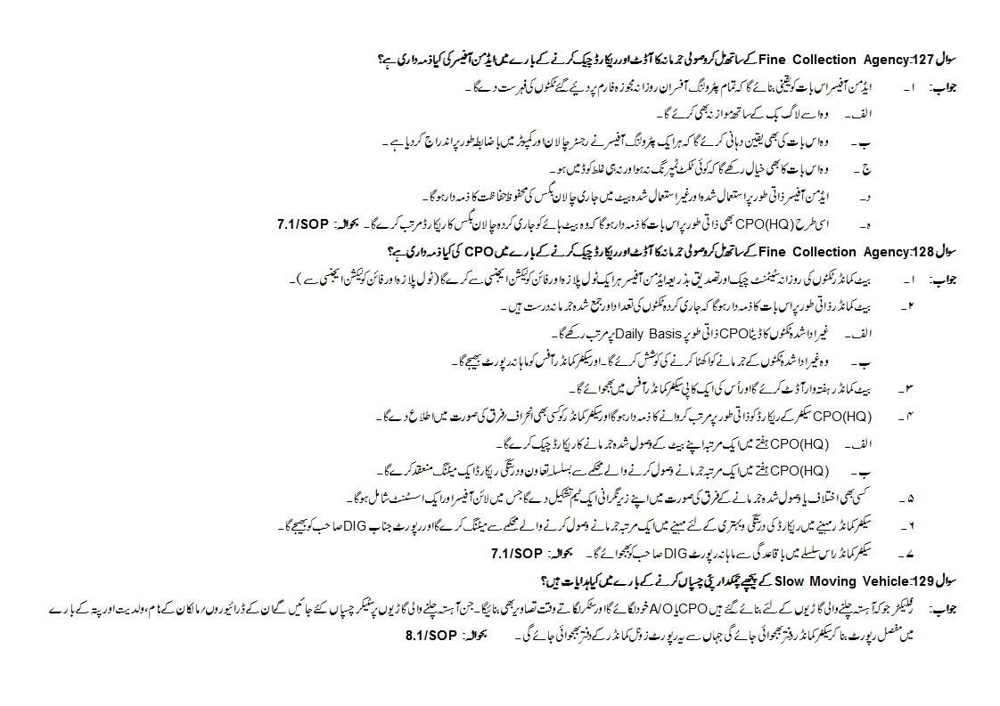 سوال 127:Fine Collection Agency کے ساتھ مل کر وصولی جرمانہ کا آڈٹ اور ریکارڈ چیک کرنے کے بارے میں ایڈمن آفیسر کی کیا ذمہ داری ہے؟
جواب: ۱۔ ایڈمن آفیسر اس بات کو یقینی بنائے گا کہ تمام پٹرولنگ آفسران روزانہ مجوزہ فارم پر دیئے گئے ٹکٹوں کی فہرست دے گا ۔
الف۔ وہ اسے لاگ بک کے ساتھ موازنہ بھی کرے گا۔
ب ۔ وہ اس بات کی بھی یقین دہانی کرے گا کہ ہر ایک پٹرولنگ آفیسر نے رجسٹر چالان اور کمپیوٹر میں باضابطہ طور پر اندراج کر دیا ہے ۔
ج ۔ وہ اس بات کا بھی خیال رکھے گا کہ کوئی ٹکٹ ٹمپرنگ نہ ہو اور نہ ہی غلط کوڈ میں ہو ۔
د۔ ایڈمن آفیسر ذاتی طور پر استعمال شدہ اور غیر استعمال شدہ بیٹ میں جاری چالان بکس کی محفوظ حفاظت کا ذمہ دار ہوگا ۔
ہ۔ اسی طرح CPO(HQ) بھی ذاتی طور پر اس بات کا ذمہ دار ہوگا کہ وہ بیٹ ہائے کو جاری کردہ چالان بکس کا ریکارڈ مرتب کرے گا۔ بحوالہ: 7.1/SOP
سوال 128:Fine Collection Agency کے ساتھ مل کر وصولی جرمانہ کا آڈٹ اور ریکارڈ چیک کرنے کے بارے میں CPO کی کیا ذمہ داری ہے؟
جواب: ۱۔ بیٹ کمانڈر ٹکٹوں کی روزانہ سٹیٹمنٹ چیک اور تصدیق بذریعہ ایڈمن آفیسر ہر ایک ٹول پلازہ اور فائن کولیکشن ایجنسی سے کرے گا (ٹول پلازہ اور فائن کولیکشن ایجنسی سے )۔
۲۔ بیٹ کمانڈر ذاتی طور پر اس بات کا ذمہ دار ہوگا کہ جاری کردہ ٹکٹوں کی تعداد اور جمع شدہ جرمانہ درست ہیں ۔
الف۔ غیر ادا شدہ ٹکٹوں کا ڈیٹا CPO ذاتی طور پر Daily Basis پر مرتب رکھے گا ۔
ب ۔ وہ غیر ادا شدہ ٹکٹوں کے جرمانے کو اکھٹا کرنے کی کوشش کرے گا ۔ اور سیکٹر کمانڈر آفس کو ماہانہ رپورٹ بھیجے گا۔
۳۔ بیٹ کمانڈر ہفتہ وار آڈٹ کرے گا اور اُس کی ایک کاپی سیکٹر کمانڈر آفس میں بھجوائے گا۔
۴۔ CPO(HQ) سیکٹر کے ریکارڈ کو ذاتی طور پر مرتب کروانے کا ذمہ دار ہوگا اور سیکٹر کمانڈر کو کسی بھی انحراف/فرق کی صورت میں اطلاع دے گا۔
الف۔ CPO(HQ) ہفتے میں ایک مرتبہ اپنے بیٹ کے وصول شدہ جرمانے کا ریکارڈ چیک کرے گا۔
ب ۔ CPO(HQ) ہفتے میں ایک مرتبہ جرمانے وصول کرنے والے محکمے سے بسلسلہ تعاون و درستگی ریکارڈ ایک میٹنگ منعقد کرے گا۔
۵۔ کسی بھی اختلاف یا وصول شدہ جرمانے کے فرق کی صورت میں اپنے زیر نگرانی ایک ٹیم تشکیل دے گا جس میں لائن آفیسر اور ایک اسسٹنٹ شامل ہوگا ۔
۶۔ سیکٹر کمانڈر مہینے میں ریکارڈ کی درستگی و بہتری کے لئے مہینے میں ایک مرتبہ جرمانے وصول کرنے والے محکمے سے میٹنگ کرے گا اور رپورٹ جناب DIG صاحب کو بھیجے گا ۔
۷۔ سیکٹر کمانڈر اس سلسلے میں باقاعدگی سے ماہانہ رپورٹ DIG صاحب کو بھجوائے گا ۔ بحوالہ: 7.1/SOP
سوال 129:Slow Moving Vehicle کے پیچھے چمکدار پٹی چسپاں کرنے کے بارے میں کیا ہدایات ہیں؟
جواب: رفلیکٹر جو کہ آہستہ چلنے والی گاڑیوں کے لئے بنائے گئے ہیں CPO یا A/O خود لگائے گا اور سٹکر لگاتے وقت تصاویر بھی بنائیگا۔ جن آہستہ چلنے والی گاڑیوں پر سٹیکر چسپاں کئے جائیں گے ان کے ڈرائیوروں/مالکان کے نام، ولدیت اور پتہ کے بارے
میں مفصل رپورٹ بنا کر سیکٹر کمانڈر دفتر بھجوائی جائے گی جہاں سے یہ رپورٹ زونل کمانڈر کے دفتر بھجوائی جائے گی ۔ بحوالہ: 8.1/SOP